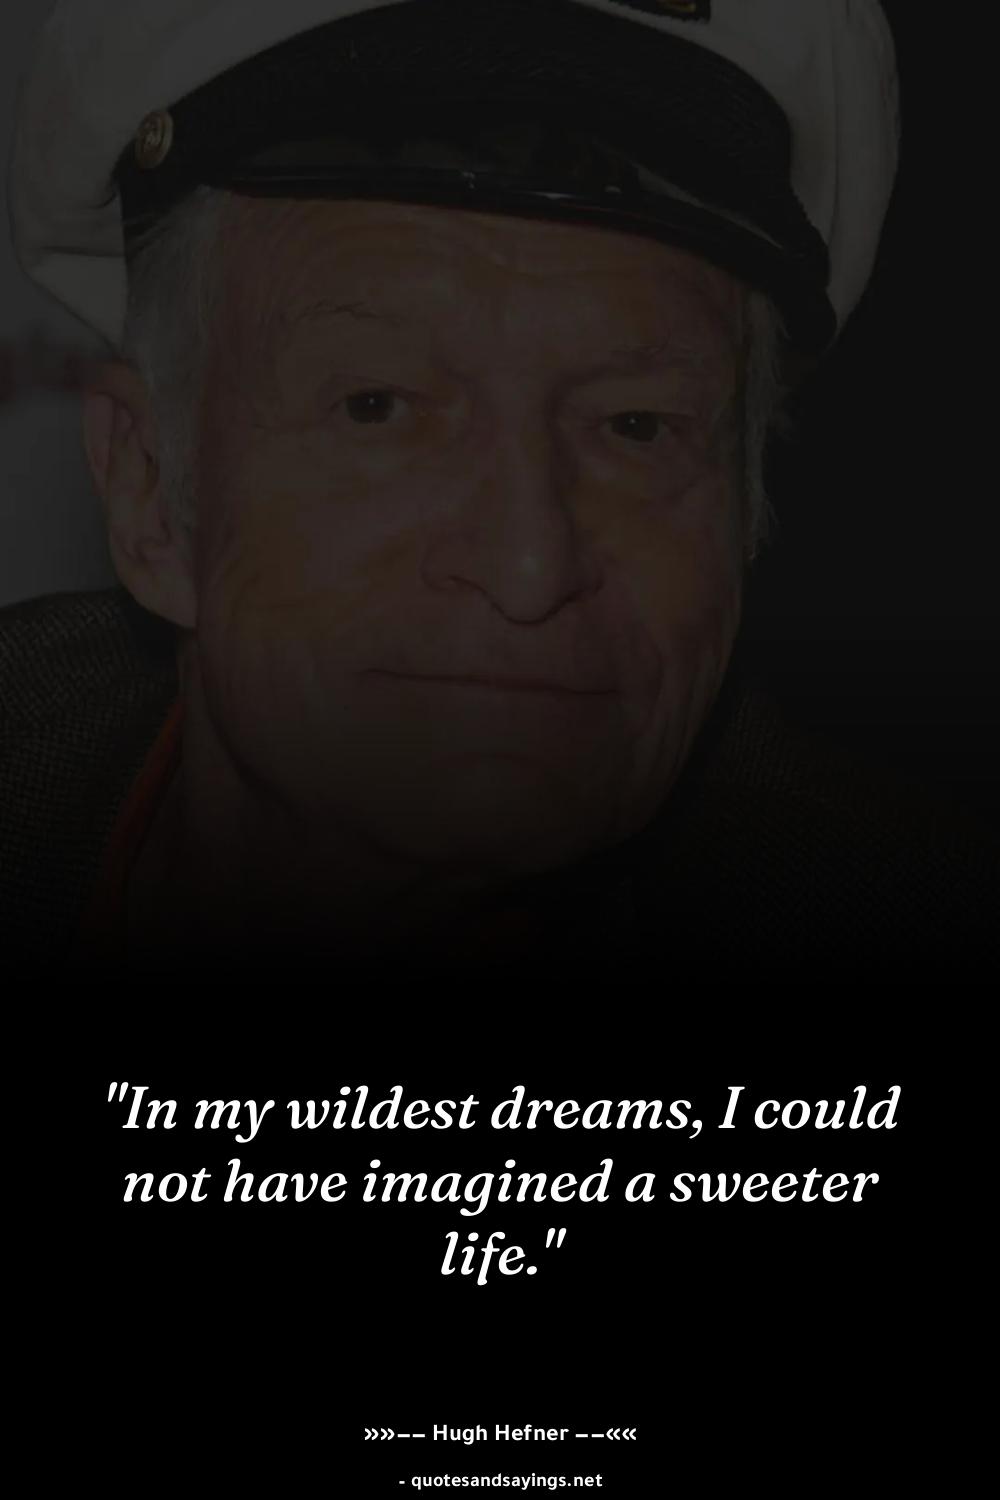 "In my wildest dreams, I could
not have imagined a sweeter
life."
»»–– Hugh Hefner ––««
- quotesandsayings.net